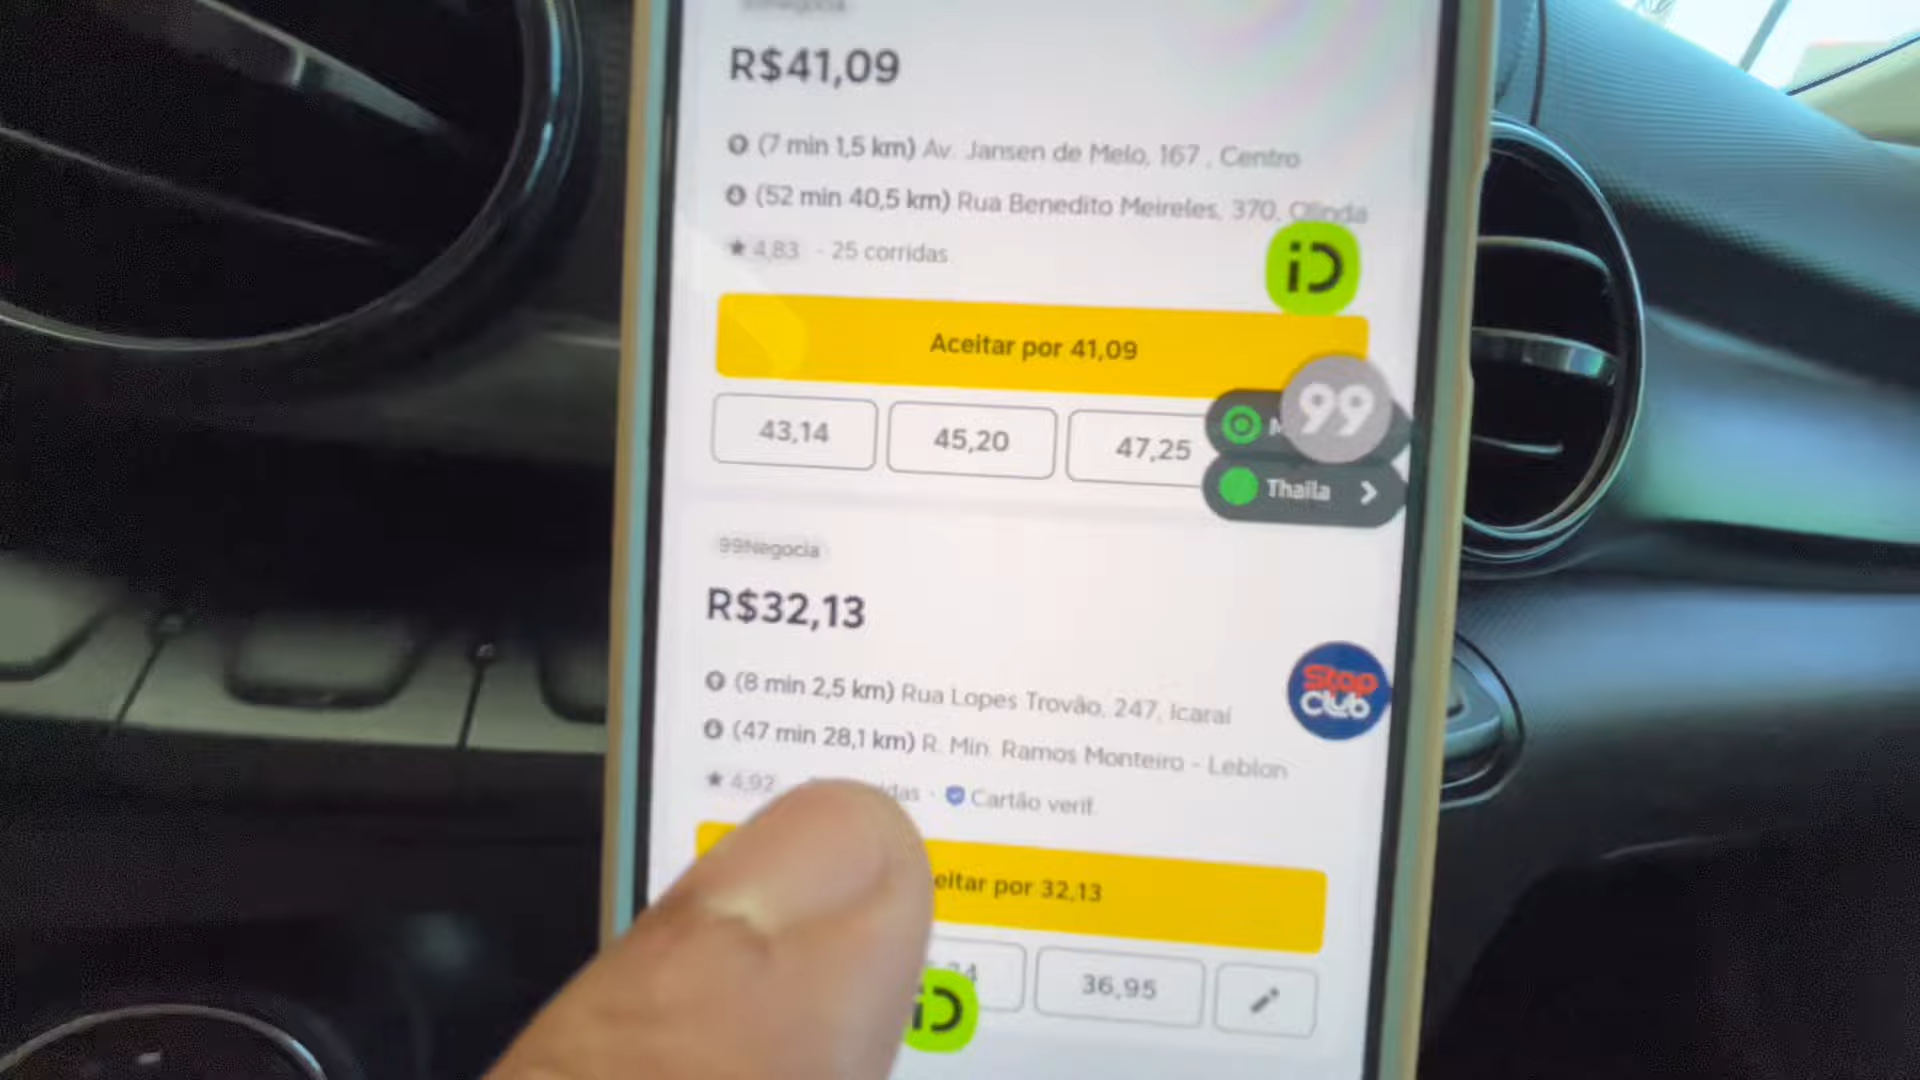 R$41,09
(7 min 1,5 km) Av. Jansen de Melo, 167 , Centro
(52 min 40,5 km) Rua Benedito Meireles, 370, Olinda
4,83 · 25 corridas
iD
Aceitar por 41,09
43,14
45,20
47,25
99
Thaila
99Negocia
R$32,13
(8 min 2,5 km) Rua Lopes Trovão, 247, Icaraí
(47 min 28,1 km) R. Min. Ramos Monteiro - Leblon
Stop
Club
4,92 · Cartão verif.
eitar por 32,13
36,95
iD